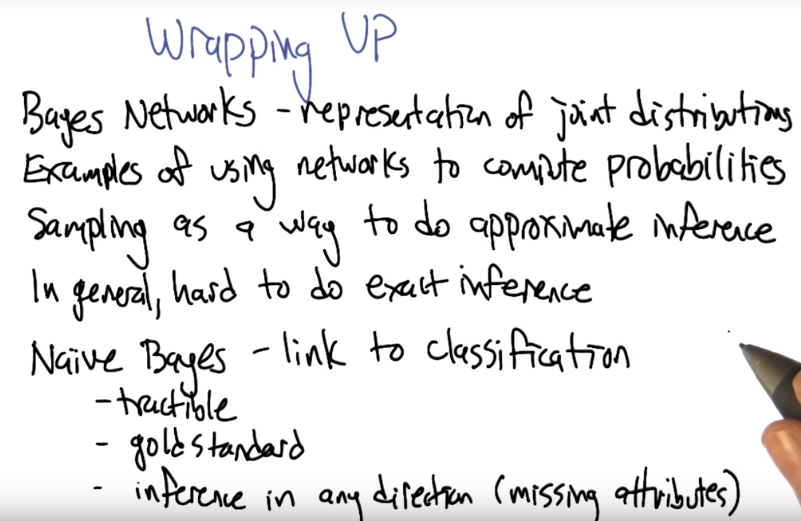 Wrapping UP
Bayes Networks - representation of joint distributions
Examples of using networks to compute probabilities
Sampling as a way to do approximate inference
In general, hard to do exact inference
Naive Bayes - link to classification
- tractible
- gold standard
- inference in any direction (missing attributes)